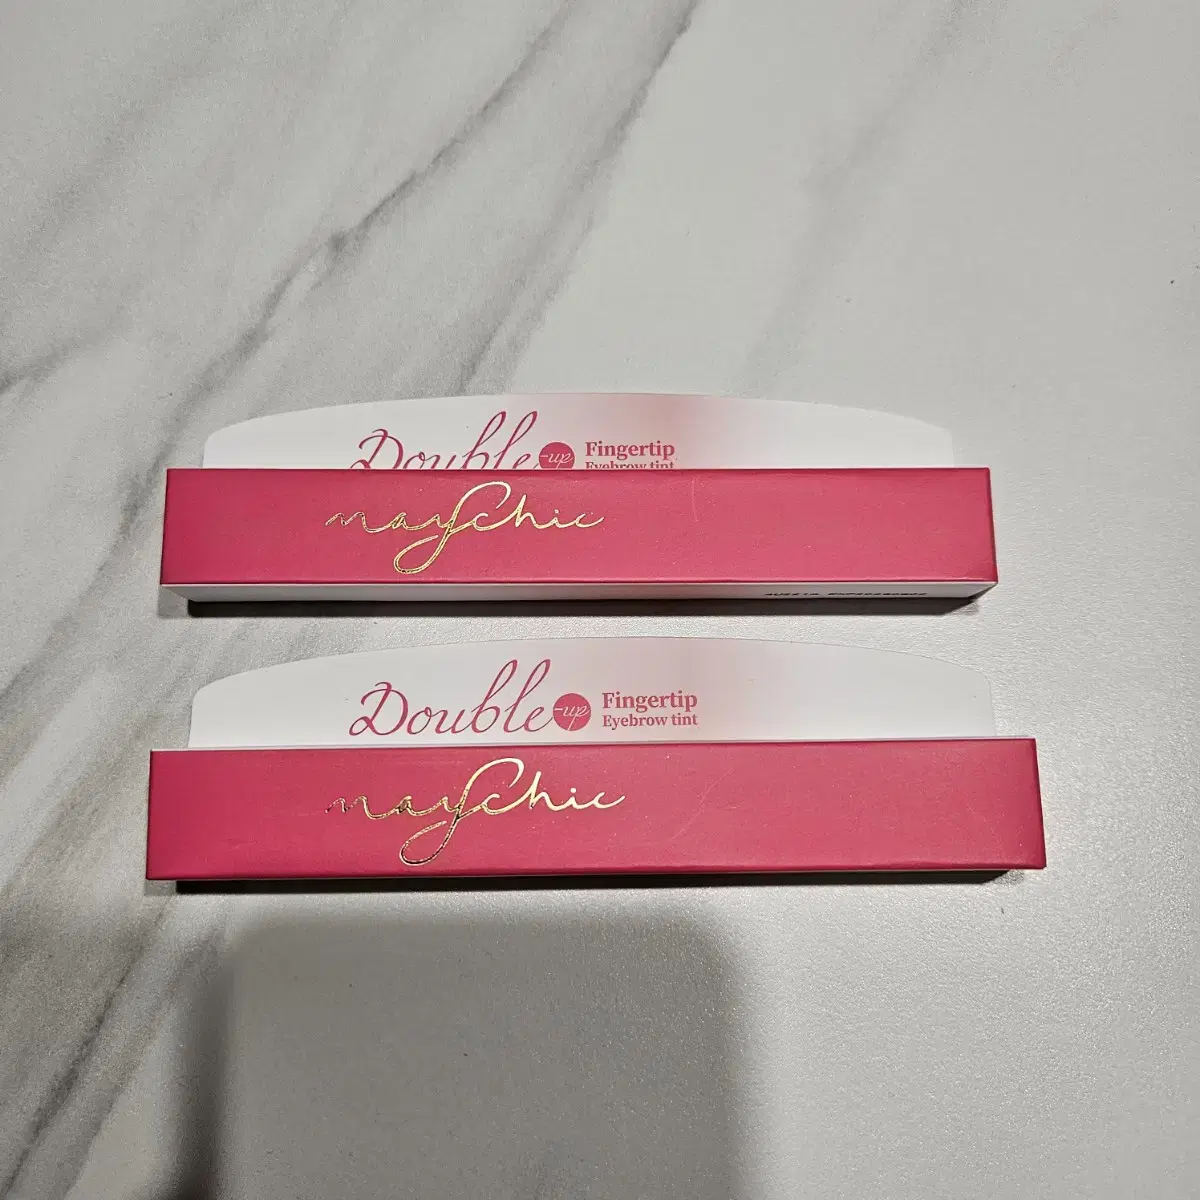 Double-up Fingertip
Eyebrow tint
maychic
Double-up Fingertip
Eyebrow tint
maychic